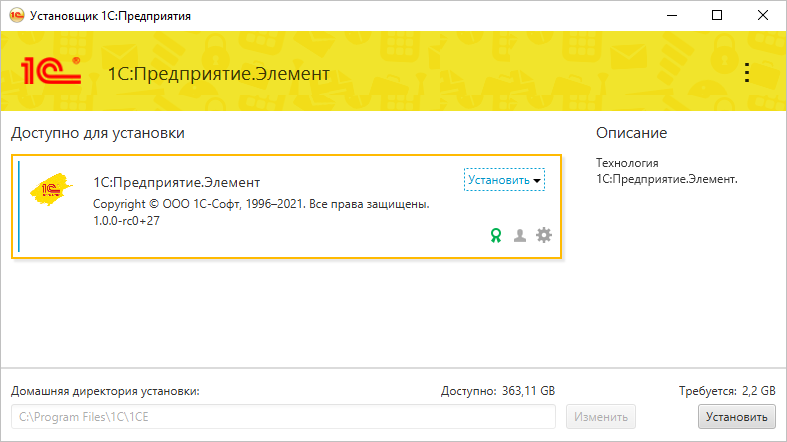 Установщик 1С:Предприятия
1С®
1С:Предприятие.Элемент
Доступно для установки
Описание
1С:Предприятие.Элемент
Установить
Copyright © ООО 1С-Софт, 1996–2021. Все права защищены.
1.0.0-rc0+27
Технология
1С:Предприятие.Элемент.
Домашняя директория установки:
Доступно: 363,11 GB
Требуется: 2,2 GB
C:\Program Files\1C\1CE
Изменить
Установить